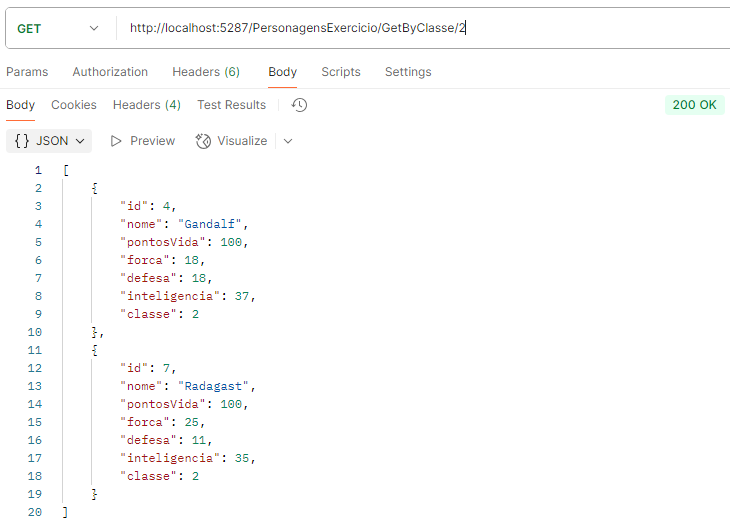 GET http://localhost:5287/PersonagensExercicio/GetByClasse/2
Params Authorization Headers (6) Body Scripts Settings
Body Cookies Headers (4) Test Results 200 OK
{} JSON Preview Visualize
1 [
2 {
3 "id": 4,
4 "nome": "Gandalf",
5 "pontosVida": 100,
6 "forca": 18,
7 "defesa": 18,
8 "inteligencia": 37,
9 "classe": 2
10 },
11 {
12 "id": 7,
13 "nome": "Radagast",
14 "pontosVida": 100,
15 "forca": 25,
16 "defesa": 11,
17 "inteligencia": 35,
18 "classe": 2
19 }
20 ]